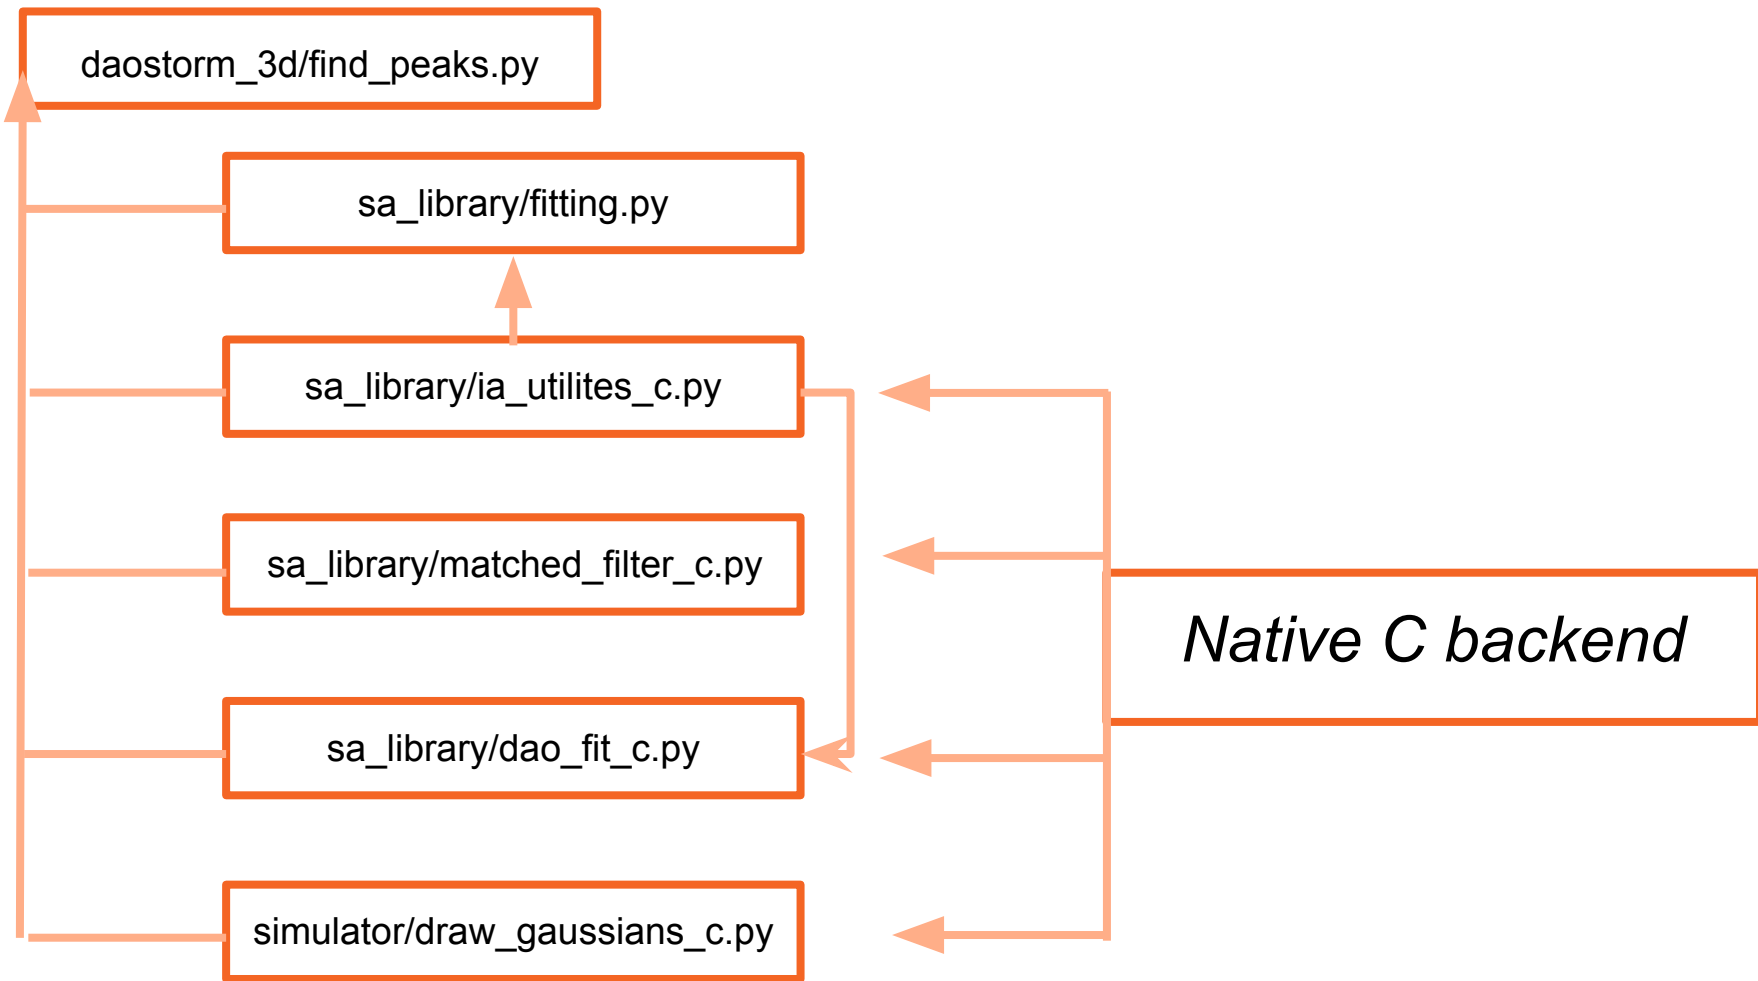 daostorm_3d/find_peaks.py
sa_library/fitting.py
sa_library/ia_utilites_c.py
sa_library/matched_filter_c.py
Native C backend
sa_library/dao_fit_c.py
simulator/draw_gaussians_c.py